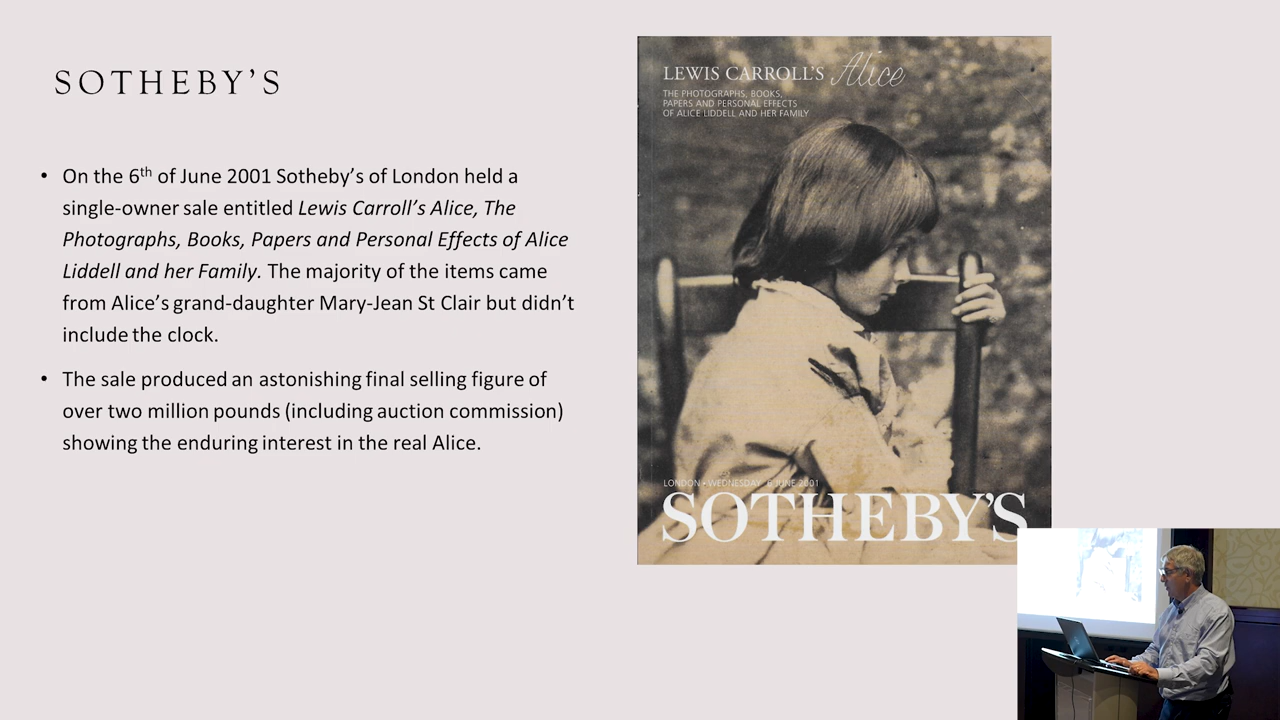 SOTHEBY'S
• On the 6th of June 2001 Sotheby's of London held a
single-owner sale entitled Lewis Carroll's Alice, The
Photographs, Books, Papers and Personal Effects of Alice
Liddell and her Family. The majority of the items came
from Alice's grand-daughter Mary-Jean St Clair but didn't
include the clock.
• The sale produced an astonishing final selling figure of
over two million pounds (including auction commission)
showing the enduring interest in the real Alice.
LEWIS CARROLL'S Alice
THE PHOTOGRAPHS, BOOKS,
PAPERS AND PERSONAL EFFECTS
OF ALICE LIDDELL AND HER FAMILY
LONDON • WEDNESDAY 6 JUNE 2001
SOTHEBY'S